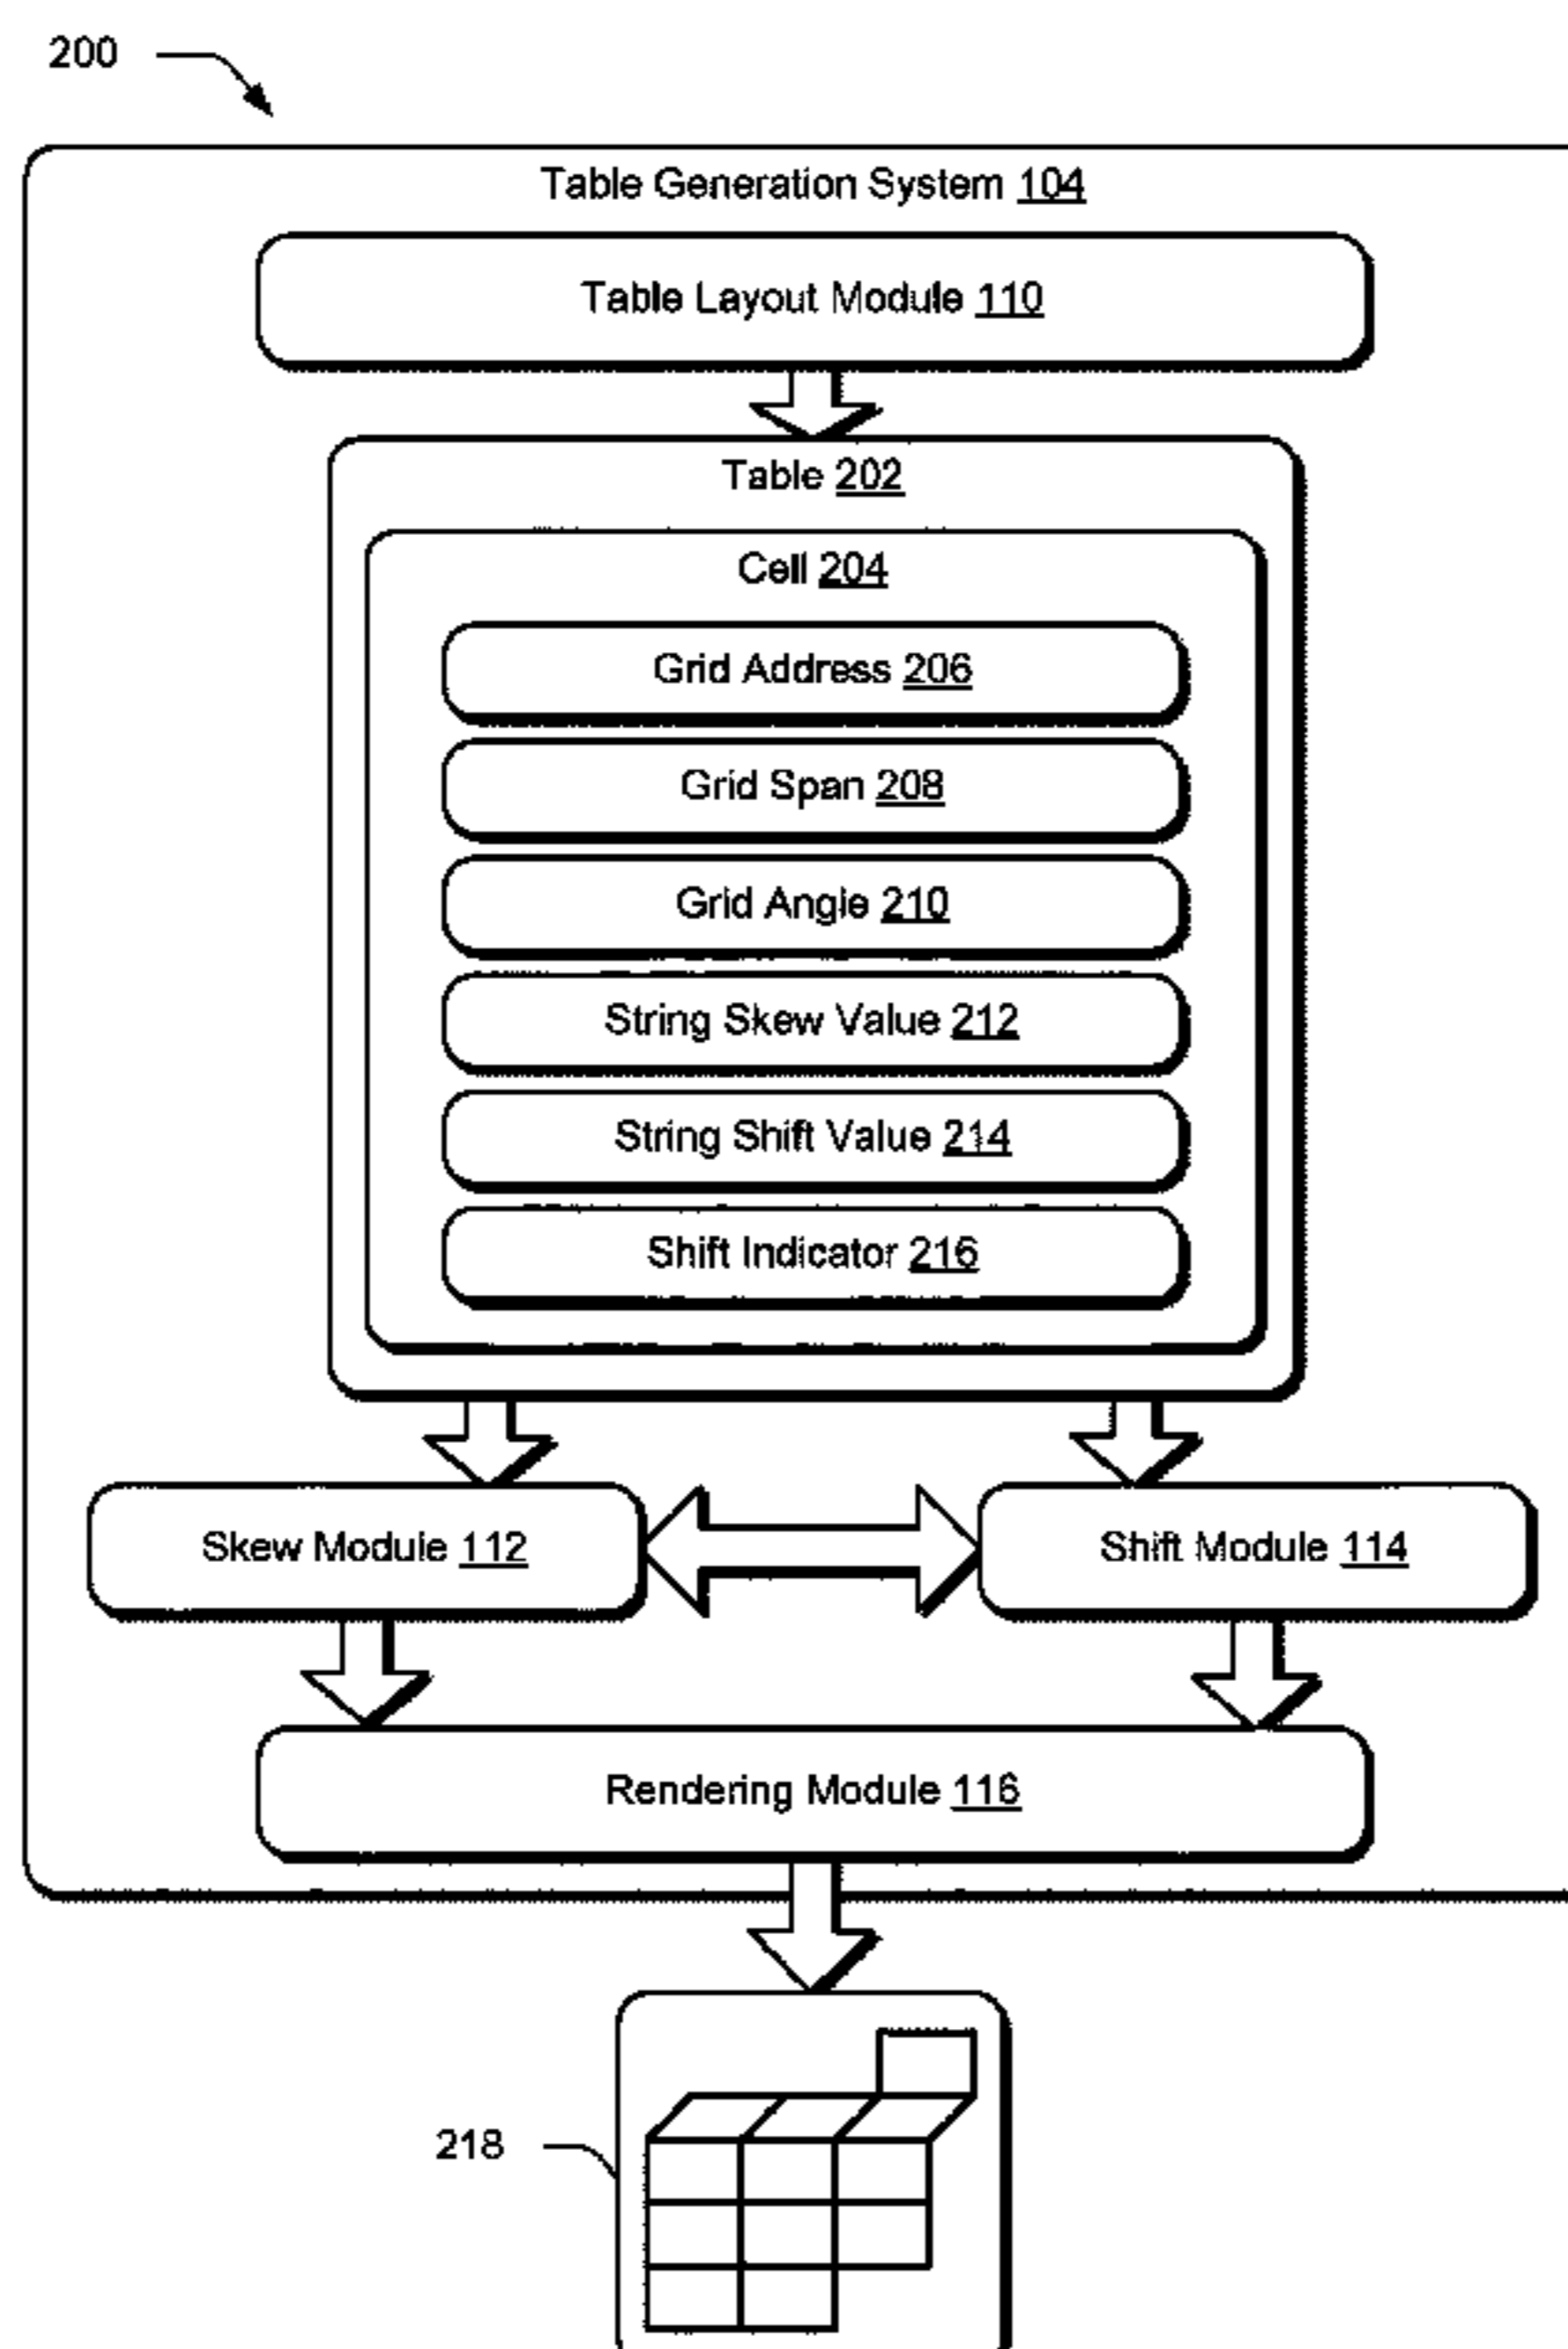 200
Table Generation System 104
Table Layout Module 110
Table 202
Cell 204
Grid Address 206
Grid Span 208
Grid Angle 210
String Skew Value 212
String Shift Value 214
Shift Indicator 216
Skew Module 112
Shift Module 114
Rendering Module 116
218